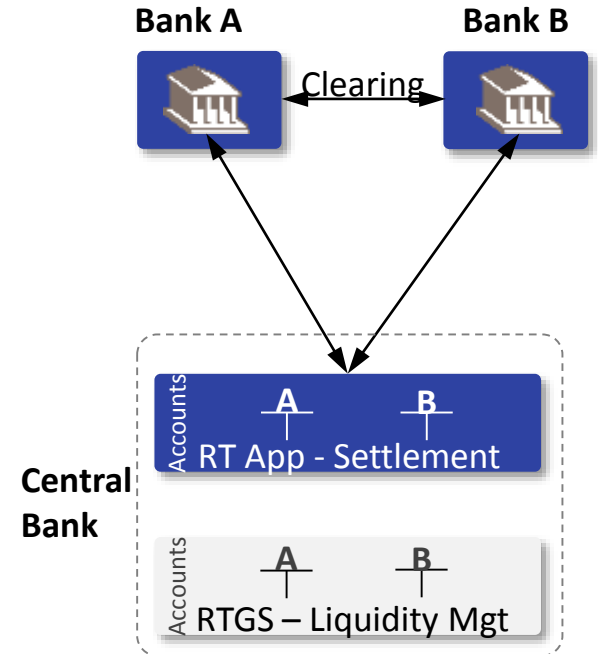 Bank A
Bank B
Clearing
Accounts
A
B
RT App - Settlement
Central
Bank
Accounts
A
B
RTGS – Liquidity Mgt